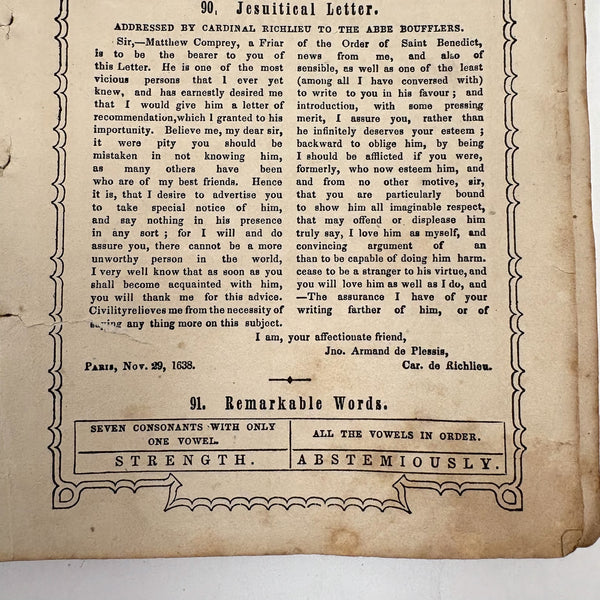 90, Jesuitical Letter.
ADDRESSED BY CARDINAL RICHLIEU TO THE ABBE BOUFFLERS.
Sir,—Matthew Comprey, a Friar of the Order of Saint Benedict,
is to be the bearer to you of news from me, and also of
this Letter. He is one of the most sensible, as well as one of the least
vicious persons that I ever yet (among all I have conversed with)
knew, and has earnestly desired me to write to you in his favour; and
that I would give him a letter of introduction, with some pressing
recommendation,which I granted to his merit, I assure you, rather than
importunity. Believe me, my dear sir, he infinitely deserves your esteem ;
it were pity you should be backward to oblige him, by being
mistaken in not knowing him, I should be afflicted if you were,
as many others have been formerly, who now esteem him, and
who are of my best friends. Hence and from no other motive, sir,
it is, that I desire to advertise you that you are particularly bound
to take special notice of him, to show him all imaginable respect,
and say nothing in his presence that may offend or displease him
in any sort ; for I will and do truly say, I love him as myself, and
assure you, there cannot be a more convincing argument of an
unworthy person in the world, than to be capable of doing him harm.
I very well know that as soon as you cease to be a stranger to his virtue, and
shall become acquainted with him, you will love him as well as I do, and
you will thank me for this advice. —The assurance I have of your
Civility relieves me from the necessity of writing farther of him, or of
saying any thing more on this subject.
I am, your affectionate friend,
Jno. Armand de Plessis,
PARIS, Nov. 29, 1638. Car. de Richlieu.
91. Remarkable Words.
SEVEN CONSONANTS WITH ONLY
ONE VOWEL.
ALL THE VOWELS IN ORDER.
STRENGTH.
ABSTEMIOUSLY.